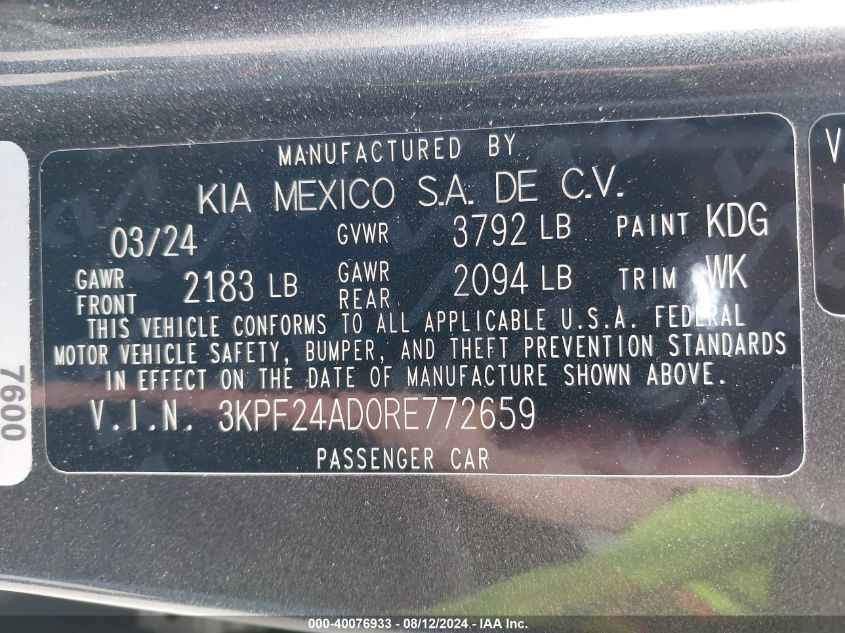 MANUFACTURED BY
KIA MEXICO S.A. DE C.V.
03/24 GVWR 3792 LB PAINT KDG
GAWR FRONT 2183 LB GAWR REAR 2094 LB TRIM WK
THIS VEHICLE CONFORMS TO ALL APPLICABLE U.S.A. FEDERAL
MOTOR VEHICLE SAFETY, BUMPER, AND THEFT PREVENTION STANDARDS
IN EFFECT ON THE DATE OF MANUFACTURE SHOWN ABOVE.
V.I.N. 3KPF24AD0RE772659
PASSENGER CAR
7600
V
000-40076933 - 08/12/2024 - IAA Inc.